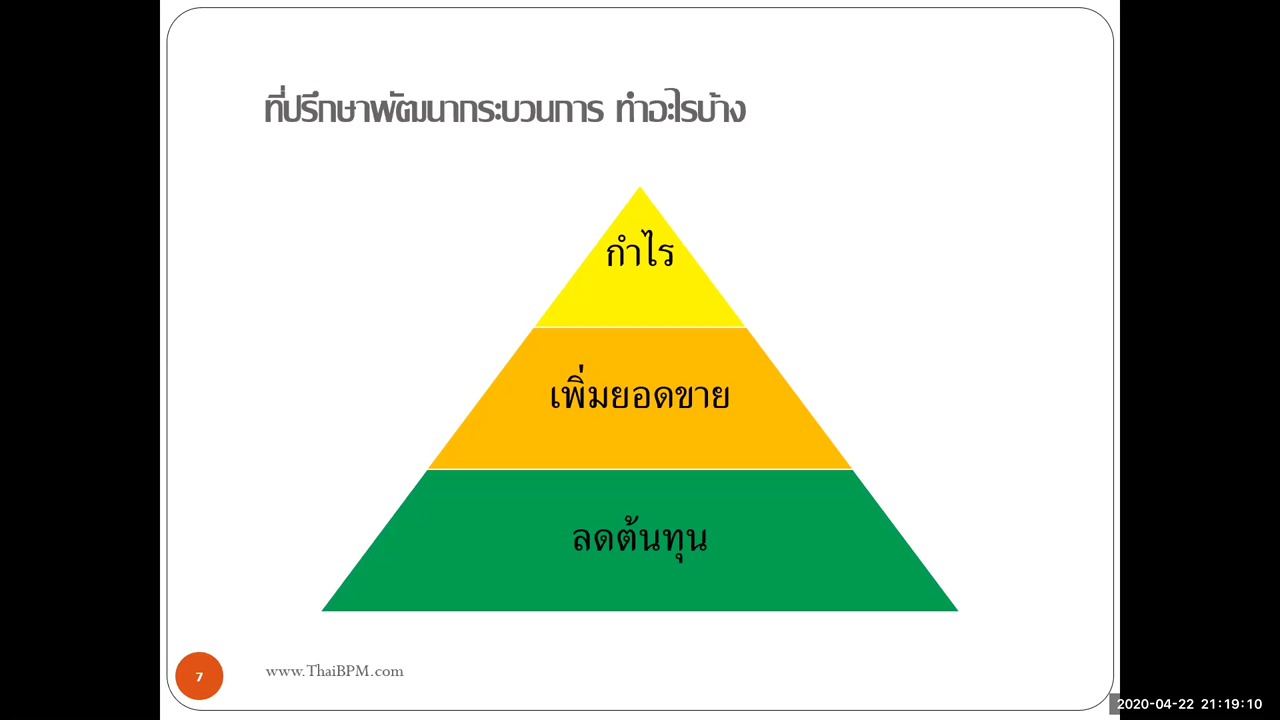 ที่ปรึกษาพัฒนากระบวนการ ทำอะไรบ้าง
กำไร
เพิ่มยอดขาย
ลดต้นทุน
7
www.ThaiBPM.com
2020-04-22 21:19:10